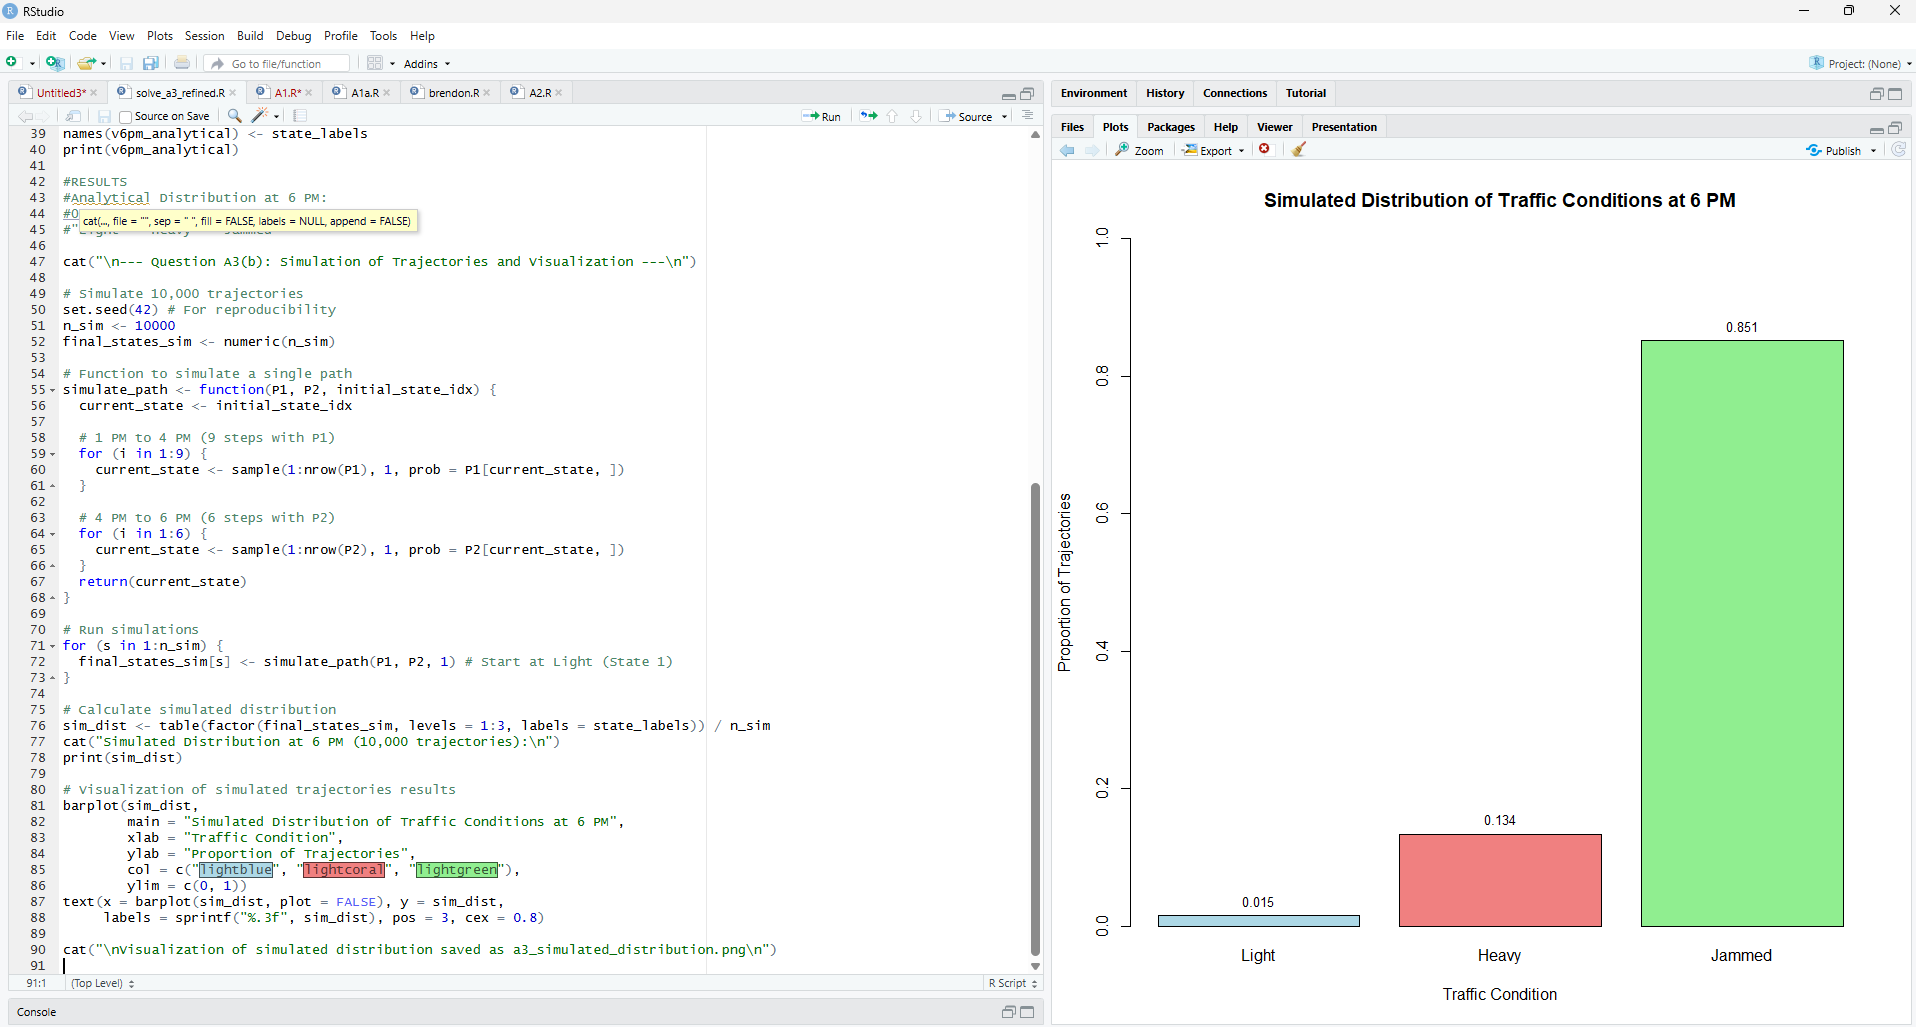 RStudio
File Edit Code View Plots Session Build Debug Profile Tools Help
Go to file/function Addins Project: (None)
Untitled3* solve_a3_refined.R A1.R* A1a.R brendon.R A2.R
Source on Save Run Source
39 names(v6pm_analytical) <- state_labels
40 print(v6pm_analytical)
41
42 #RESULTS
43 #Analytical Distribution at 6 PM:
44 #O
cat(..., file = "", sep = " ", fill = FALSE, labels = NULL, append = FALSE)
45 #"Light Heavy Jammed
46
47 cat("\n--- Question A3(b): Simulation of Trajectories and Visualization ---\n")
48
49 # Simulate 10,000 trajectories
50 set.seed(42) # For reproducibility
51 n_sim <- 10000
52 final_states_sim <- numeric(n_sim)
53
54 # Function to simulate a single path
55 simulate_path <- function(P1, P2, initial_state_idx) {
56 current_state <- initial_state_idx
57
58 # 1 PM to 4 PM (9 steps with P1)
59 for (i in 1:9) {
60 current_state <- sample(1:nrow(P1), 1, prob = P1[current_state, ])
61 }
62
63 # 4 PM to 6 PM (6 steps with P2)
64 for (i in 1:6) {
65 current_state <- sample(1:nrow(P2), 1, prob = P2[current_state, ])
66 }
67 return(current_state)
68 }
69
70 # Run simulations
71 for (s in 1:n_sim) {
72 final_states_sim[s] <- simulate_path(P1, P2, 1) # Start at Light (State 1)
73 }
74
75 # Calculate simulated distribution
76 sim_dist <- table(factor(final_states_sim, levels = 1:3, labels = state_labels)) / n_sim
77 cat("Simulated Distribution at 6 PM (10,000 trajectories):\n")
78 print(sim_dist)
79
80 # Visualization of simulated trajectories results
81 barplot(sim_dist,
82 main = "Simulated Distribution of Traffic Conditions at 6 PM",
83 xlab = "Traffic Condition",
84 ylab = "Proportion of Trajectories",
85 col = c("lightblue", "lightcoral", "lightgreen"),
86 ylim = c(0, 1))
87 text(x = barplot(sim_dist, plot = FALSE), y = sim_dist,
88 labels = sprintf("%.3f", sim_dist), pos = 3, cex = 0.8)
89
90 cat("\nVisualization of simulated distribution saved as a3_simulated_distribution.png\n")
91
91:1 (Top Level) R Script
Console
Environment History Connections Tutorial
Files Plots Packages Help Viewer Presentation
Zoom Export Publish
Simulated Distribution of Traffic Conditions at 6 PM
Proportion of Trajectories
1.0
0.8
0.6
0.4
0.2
0.0
0.015
0.134
0.851
Light Heavy Jammed
Traffic Condition